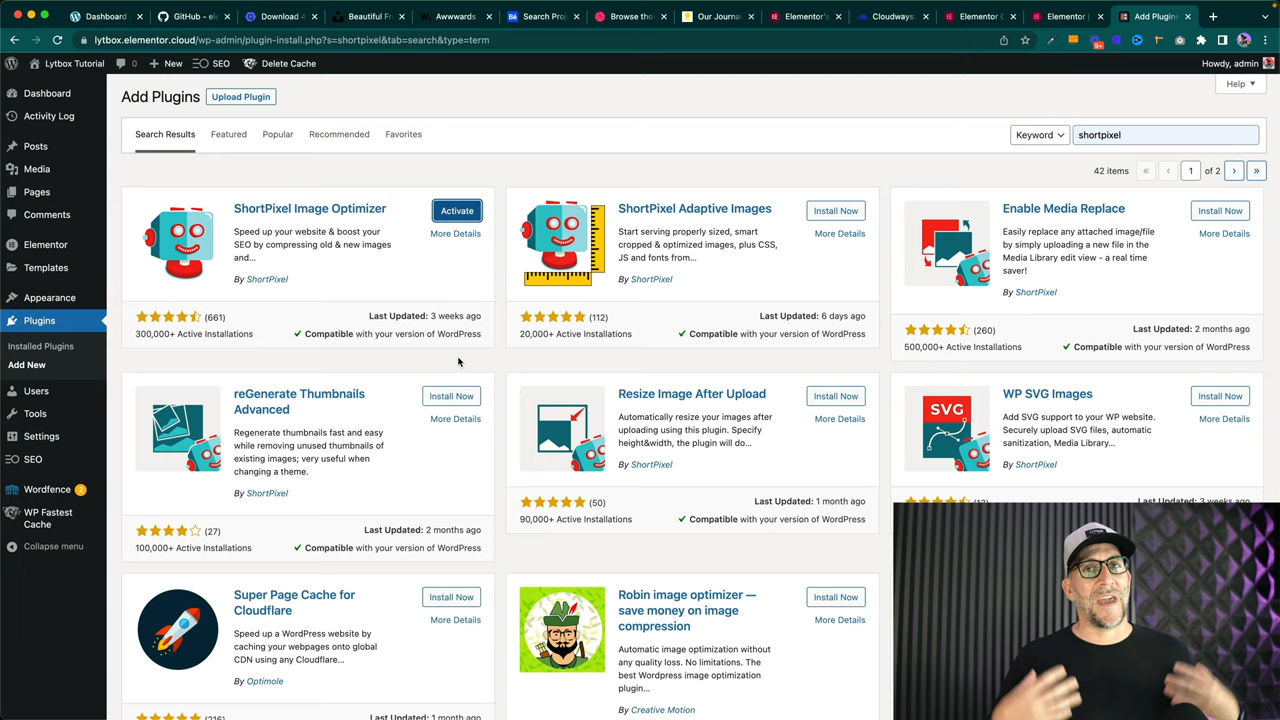 Dashboard
GitHub - ele
Download 4
Beautiful Fr
Awwwards
Search Proj
Browse thou
Our Journal
Elementor's
Cloudways:
Elementor C
Elementor |
Add Plugins
lytbox.elementor.cloud/wp-admin/plugin-install.php?s=shortpixel&tab=search&type=term
Lytbox Tutorial
0
New
SEO
Delete Cache
Howdy, admin
Dashboard
Activity Log
Posts
Media
Pages
Comments
Elementor
Templates
Appearance
Plugins
Installed Plugins
Add New
Users
Tools
Settings
SEO
Wordfence 2
WP Fastest
Cache
Collapse menu
Add Plugins
Upload Plugin
Help
Search Results
Featured
Popular
Recommended
Favorites
Keyword
shortpixel
42 items
«
‹
1
of 2
›
»
ShortPixel Image Optimizer
Activate
More Details
Speed up your website & boost your
SEO by compressing old & new images
and...
By ShortPixel
(661)
300,000+ Active Installations
Last Updated: 3 weeks ago
Compatible with your version of WordPress
ShortPixel Adaptive Images
Install Now
More Details
Start serving properly sized, smart
cropped & optimized images, plus CSS,
JS and fonts from...
By ShortPixel
(112)
20,000+ Active Installations
Last Updated: 6 days ago
Compatible with your version of WordPress
Enable Media Replace
Install Now
More Details
Easily replace any attached image/file
by simply uploading a new file in the
Media Library edit view - a real time
saver!
By ShortPixel
(260)
500,000+ Active Installations
Last Updated: 2 months ago
Compatible with your version of WordPress
reGenerate Thumbnails
Advanced
Install Now
More Details
Regenerate thumbnails fast and easy
while removing unused thumbnails of
existing images; very useful when
changing a theme.
By ShortPixel
(27)
100,000+ Active Installations
Last Updated: 2 months ago
Compatible with your version of WordPress
Resize Image After Upload
Install Now
More Details
Automatically resize your images after
uploading using this plugin. Specify
height&width, the plugin will do...
By ShortPixel
(50)
90,000+ Active Installations
Last Updated: 1 month ago
Compatible with your version of WordPress
SVG
WP SVG Images
Install Now
More Details
Add SVG support to your WP website.
Securely upload SVG files, automatic
sanitization, Media Library...
By ShortPixel
Last Updated: 3 weeks ago
Super Page Cache for
Cloudflare
Install Now
More Details
Speed up a WordPress website by
caching your webpages onto global
CDN using any Cloudflare...
By Optimole
(216)
Last Updated: 1 month ago
Robin image optimizer —
save money on image
compression
Install Now
More Details
Automatic image optimization without
any quality loss. No limitations. The
best Wordpress image optimization
plugin...
By Creative Motion